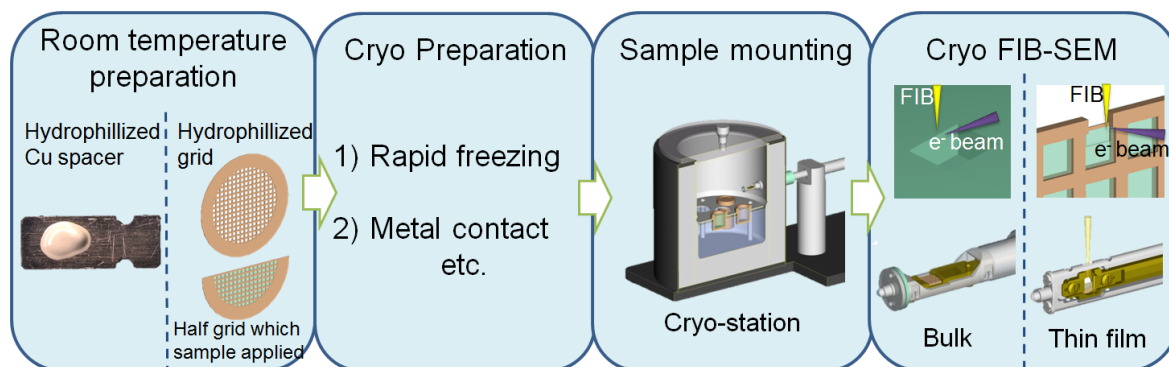 Room temperature
preparation
Hydrophillized
Cu spacer
Hydrophillized
grid
Half grid which
sample applied
Cryo Preparation
1) Rapid freezing
2) Metal contact
etc.
Sample mounting
Cryo-station
Cryo FIB-SEM
FIB
e- beam
FIB
e- beam
Bulk
Thin film